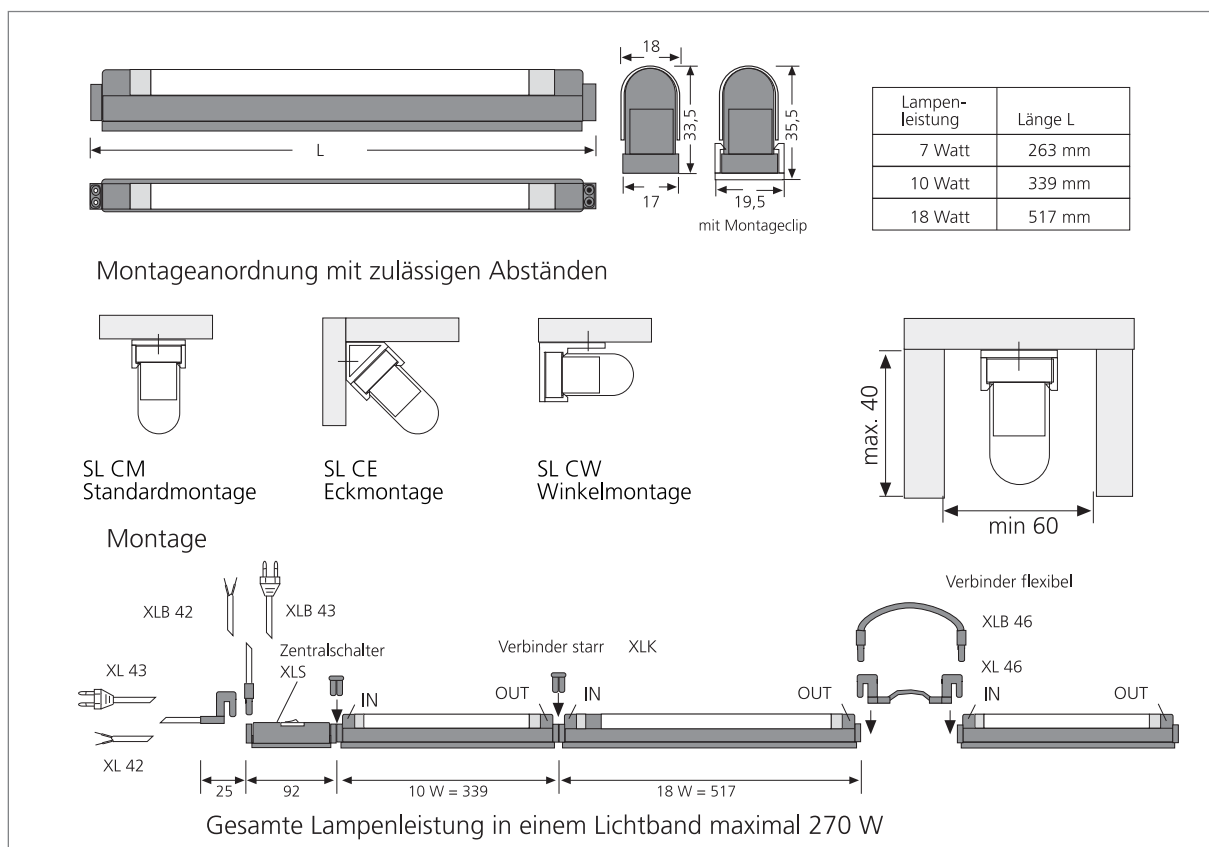 18
33,5
35,5
L
17
19,5
mit Montageclip
Lampen-
leistung
Länge L
7 Watt
263 mm
10 Watt
339 mm
18 Watt
517 mm
Montageanordnung mit zulässigen Abständen
SL CM
Standardmontage
SL CE
Eckmontage
SL CW
Winkelmontage
max. 40
min 60
Montage
XLB 42
XLB 43
XL 43
XL 42
Zentralschalter
XLS
Verbinder starr XLK
Verbinder flexibel
XLB 46
XL 46
IN
OUT
IN
OUT
IN
OUT
25
92
10 W = 339
18 W = 517
Gesamte Lampenleistung in einem Lichtband maximal 270 W